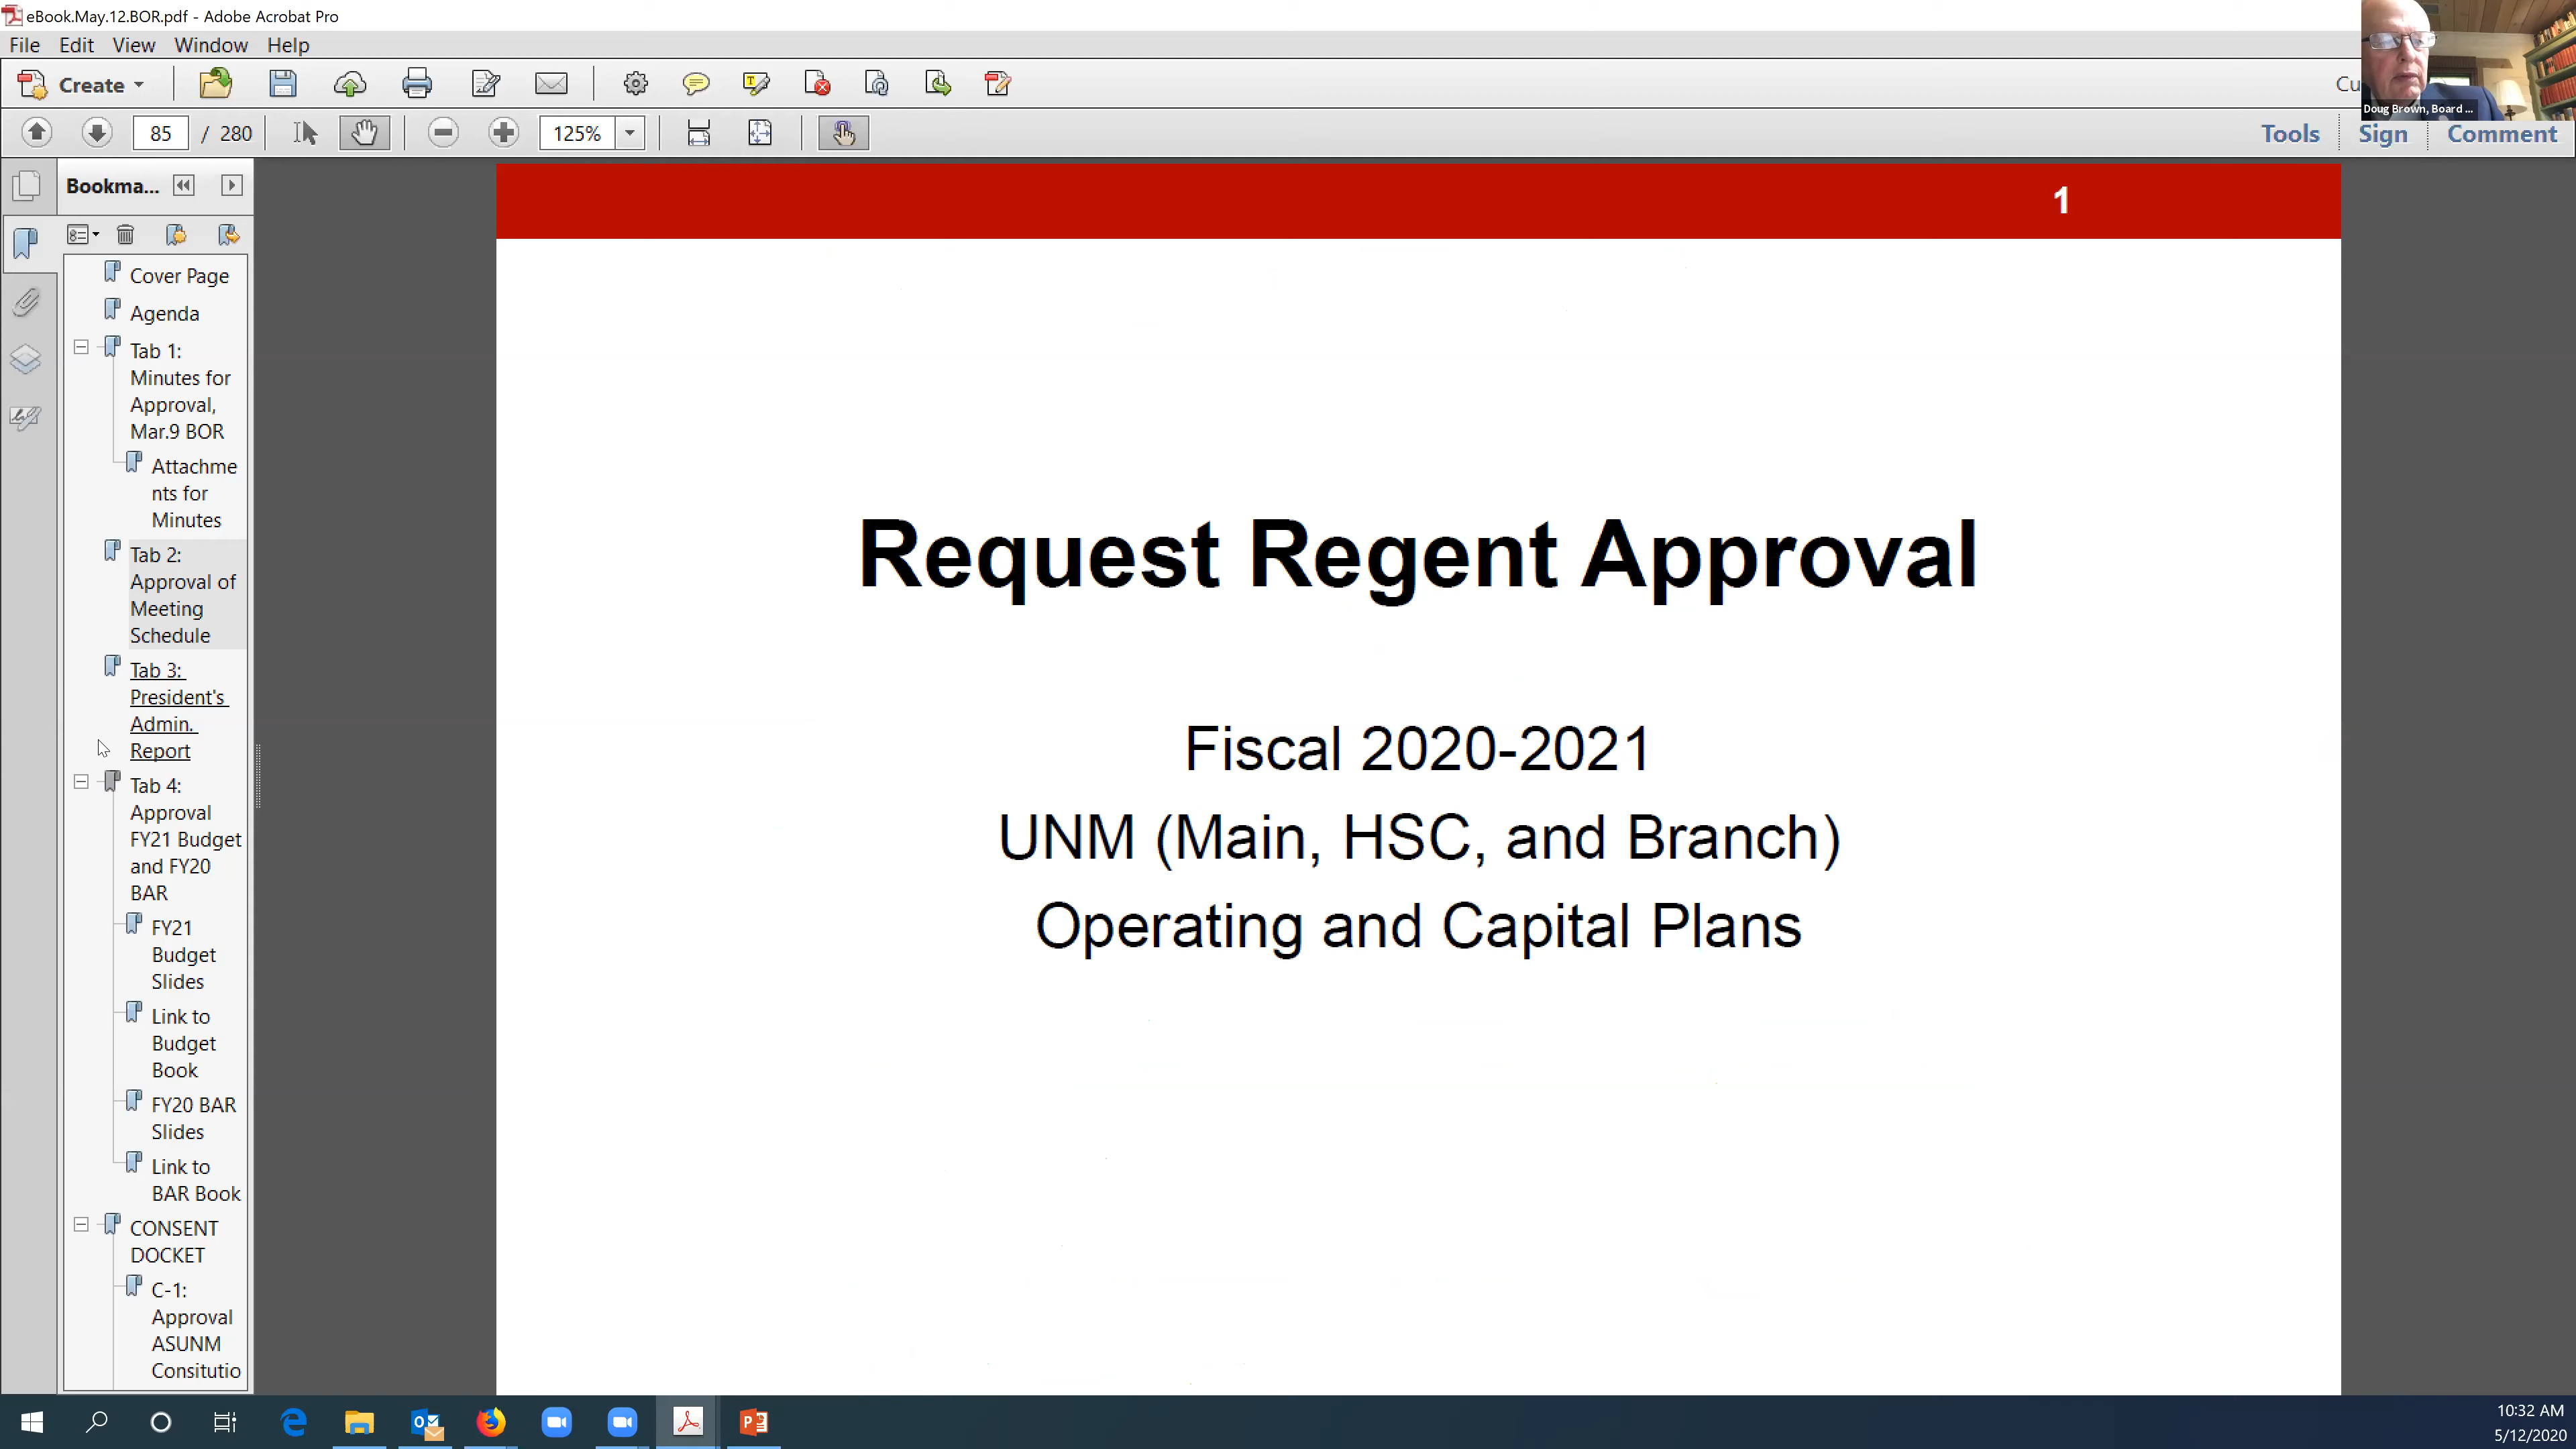 eBook.May.12.BOR.pdf - Adobe Acrobat Pro
File Edit View Window Help
Create
Cu
Doug Brown, Board ...
85 / 280
125%
Tools Sign Comment
Bookma...
Cover Page
Agenda
Tab 1:
Minutes for
Approval,
Mar.9 BOR
Attachme
nts for
Minutes
Tab 2:
Approval of
Meeting
Schedule
Tab 3:
President's
Admin.
Report
Tab 4:
Approval
FY21 Budget
and FY20
BAR
FY21
Budget
Slides
Link to
Budget
Book
FY20 BAR
Slides
Link to
BAR Book
CONSENT
DOCKET
C-1:
Approval
ASUNM
Consitutio
1
Request Regent Approval
Fiscal 2020-2021
UNM (Main, HSC, and Branch)
Operating and Capital Plans
10:32 AM
5/12/2020